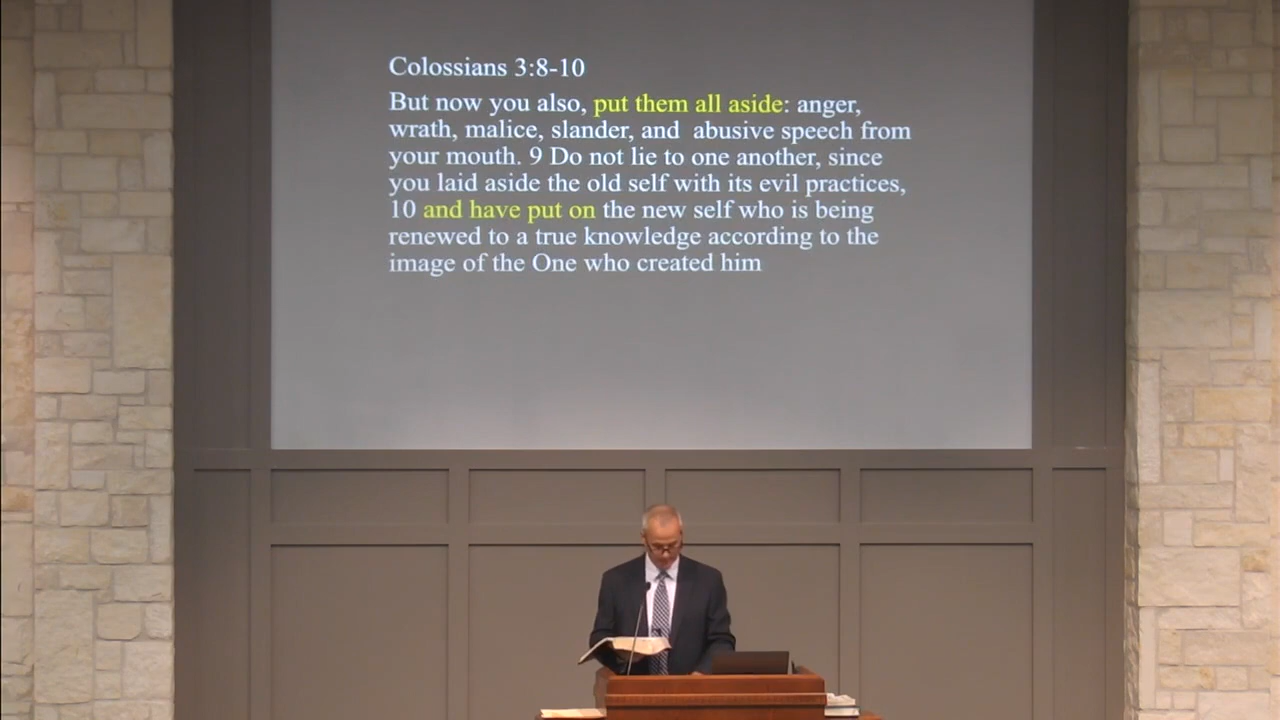 Colossians 3:8-10
But now you also, put them all aside: anger,
wrath, malice, slander, and  abusive speech from
your mouth. 9 Do not lie to one another, since
you laid aside the old self with its evil practices,
10 and have put on the new self who is being
renewed to a true knowledge according to the
image of the One who created him